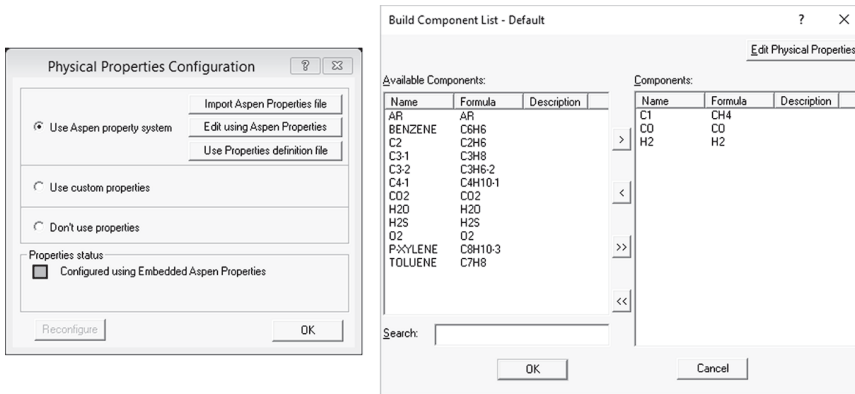 Physical Properties Configuration
Use Aspen property system
Import Aspen Properties file
Edit using Aspen Properties
Use Properties definition file
Use custom properties
Don't use properties
Properties status
Configured using Embedded Aspen Properties
Reconfigure OK
Build Component List - Default ? X
Edit Physical Properties
Available Components:
Name Formula Description
AR AR
BENZENE C6H6
C2 C2H6
C3-1 C3H8
C3-2 C3H6-2
C4-1 C4H10-1
CO2 CO2
H2O H2O
H2S H2S
O2 O2
P-XYLENE C8H10-3
TOLUENE C7H8
>
<
>>
<<
Components:
Name Formula Description
C1 CH4
CO CO
H2 H2
Search:
OK Cancel